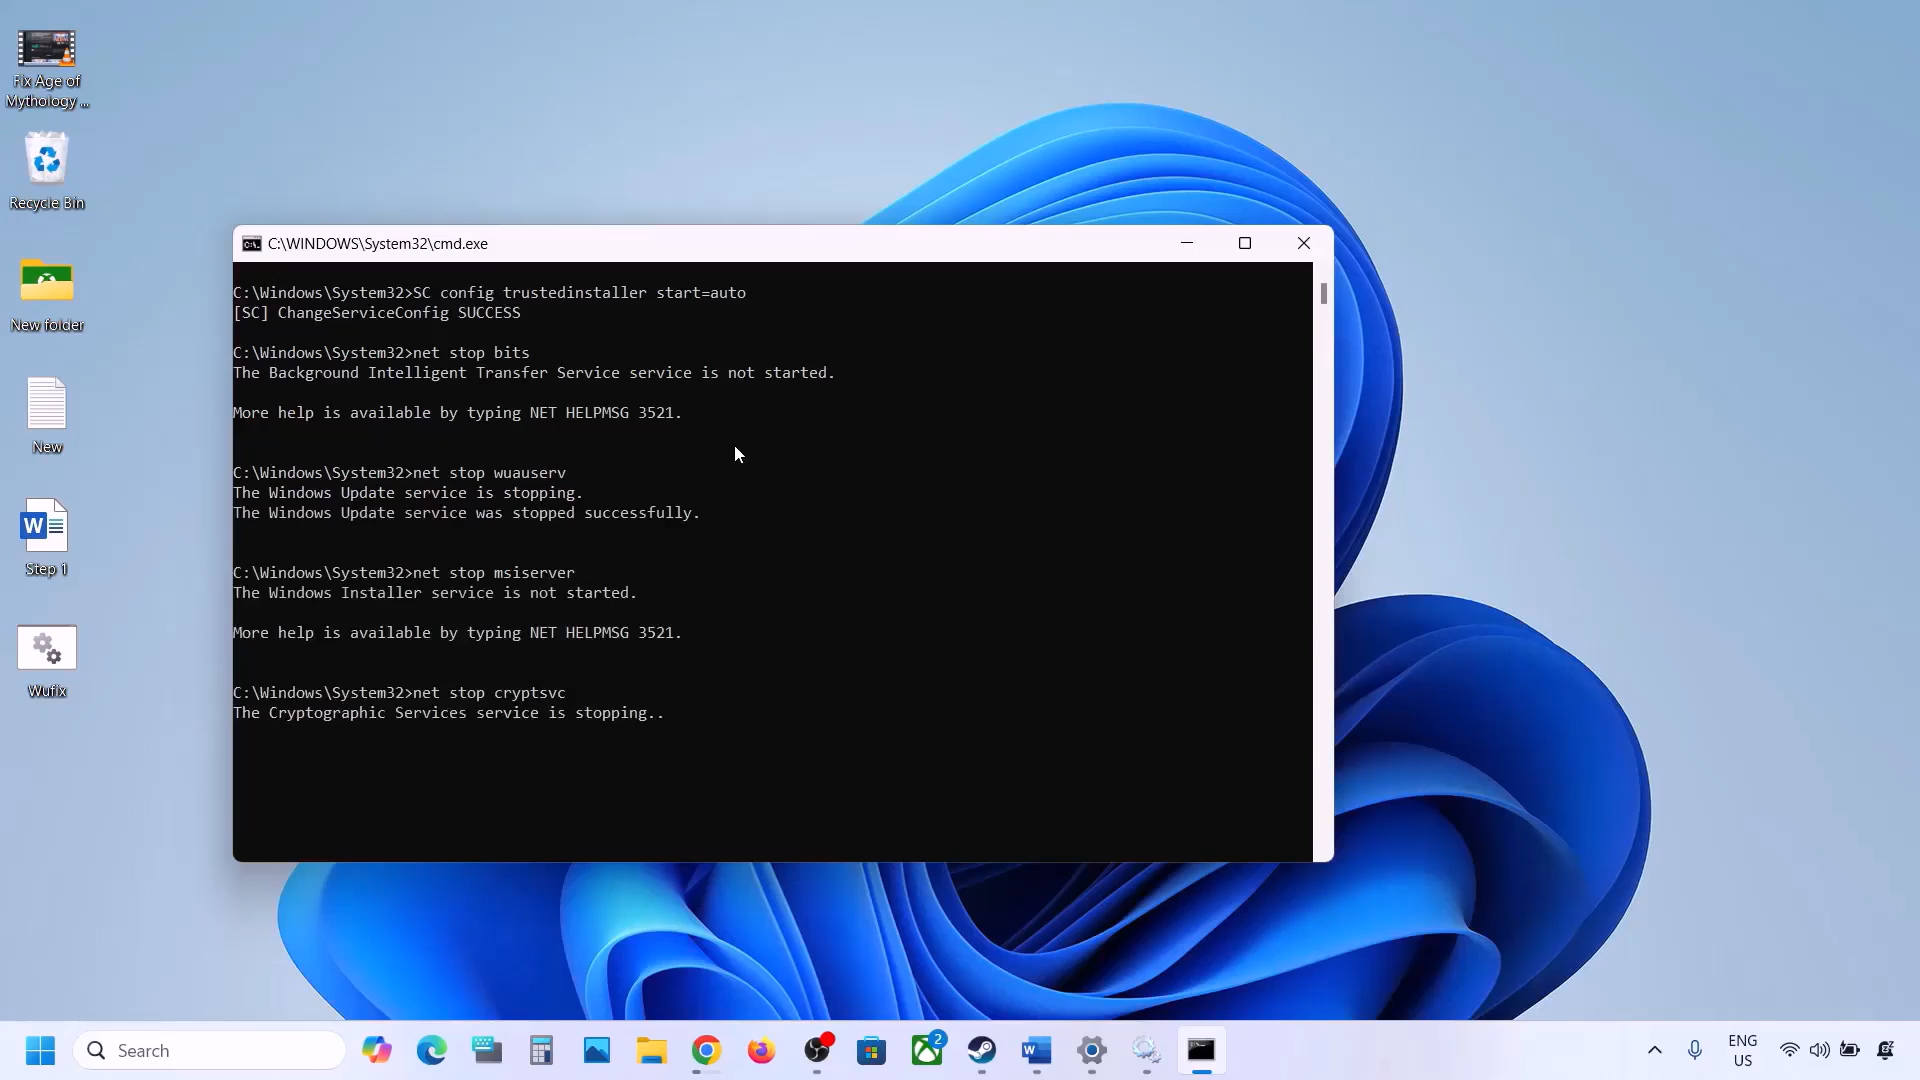 Fix Age of
Mythology ...
Recycle Bin
New folder
New
Step 1
Wufix
C:\WINDOWS\System32\cmd.exe
C:\Windows\System32>SC config trustedinstaller start=auto
[SC] ChangeServiceConfig SUCCESS
C:\Windows\System32>net stop bits
The Background Intelligent Transfer Service service is not started.
More help is available by typing NET HELPMSG 3521.
C:\Windows\System32>net stop wuauserv
The Windows Update service is stopping.
The Windows Update service was stopped successfully.
C:\Windows\System32>net stop msiserver
The Windows Installer service is not started.
More help is available by typing NET HELPMSG 3521.
C:\Windows\System32>net stop cryptsvc
The Cryptographic Services service is stopping..
Search
2
ENG
US